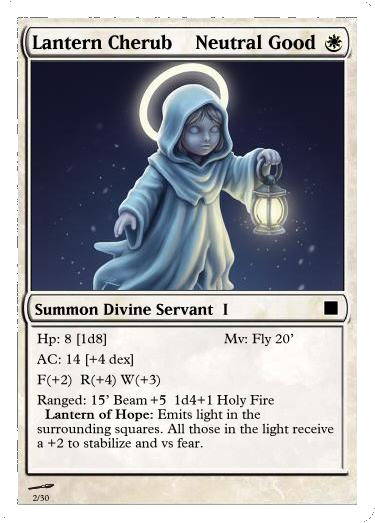 Lantern Cherub Neutral Good
Summon Divine Servant I
Hp: 8 [1d8] Mv: Fly 20'
AC: 14 [+4 dex]
F(+2) R(+4) W(+3)
Ranged: 15' Beam +5 1d4+1 Holy Fire
Lantern of Hope: Emits light in the
surrounding squares. All those in the light receive
a +2 to stabilize and vs fear.
2/30